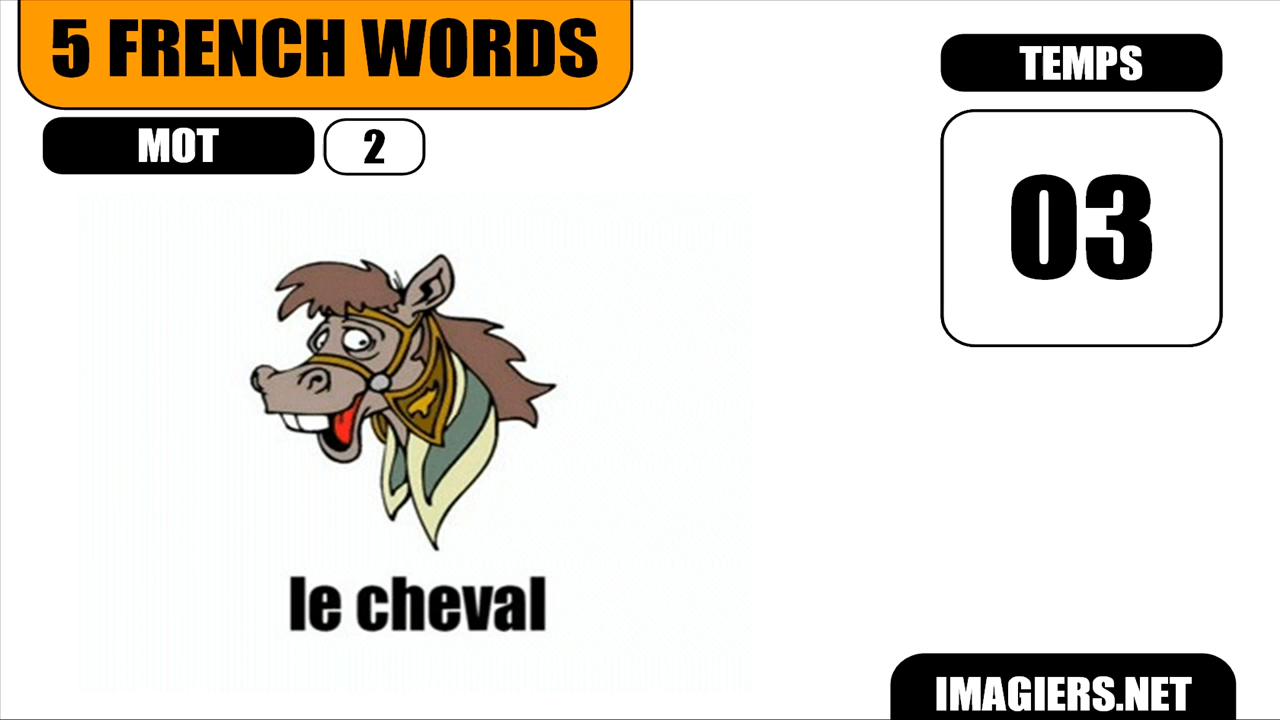 5 FRENCH WORDS
MOT 2
TEMPS
03
le cheval
IMAGIERS.NET